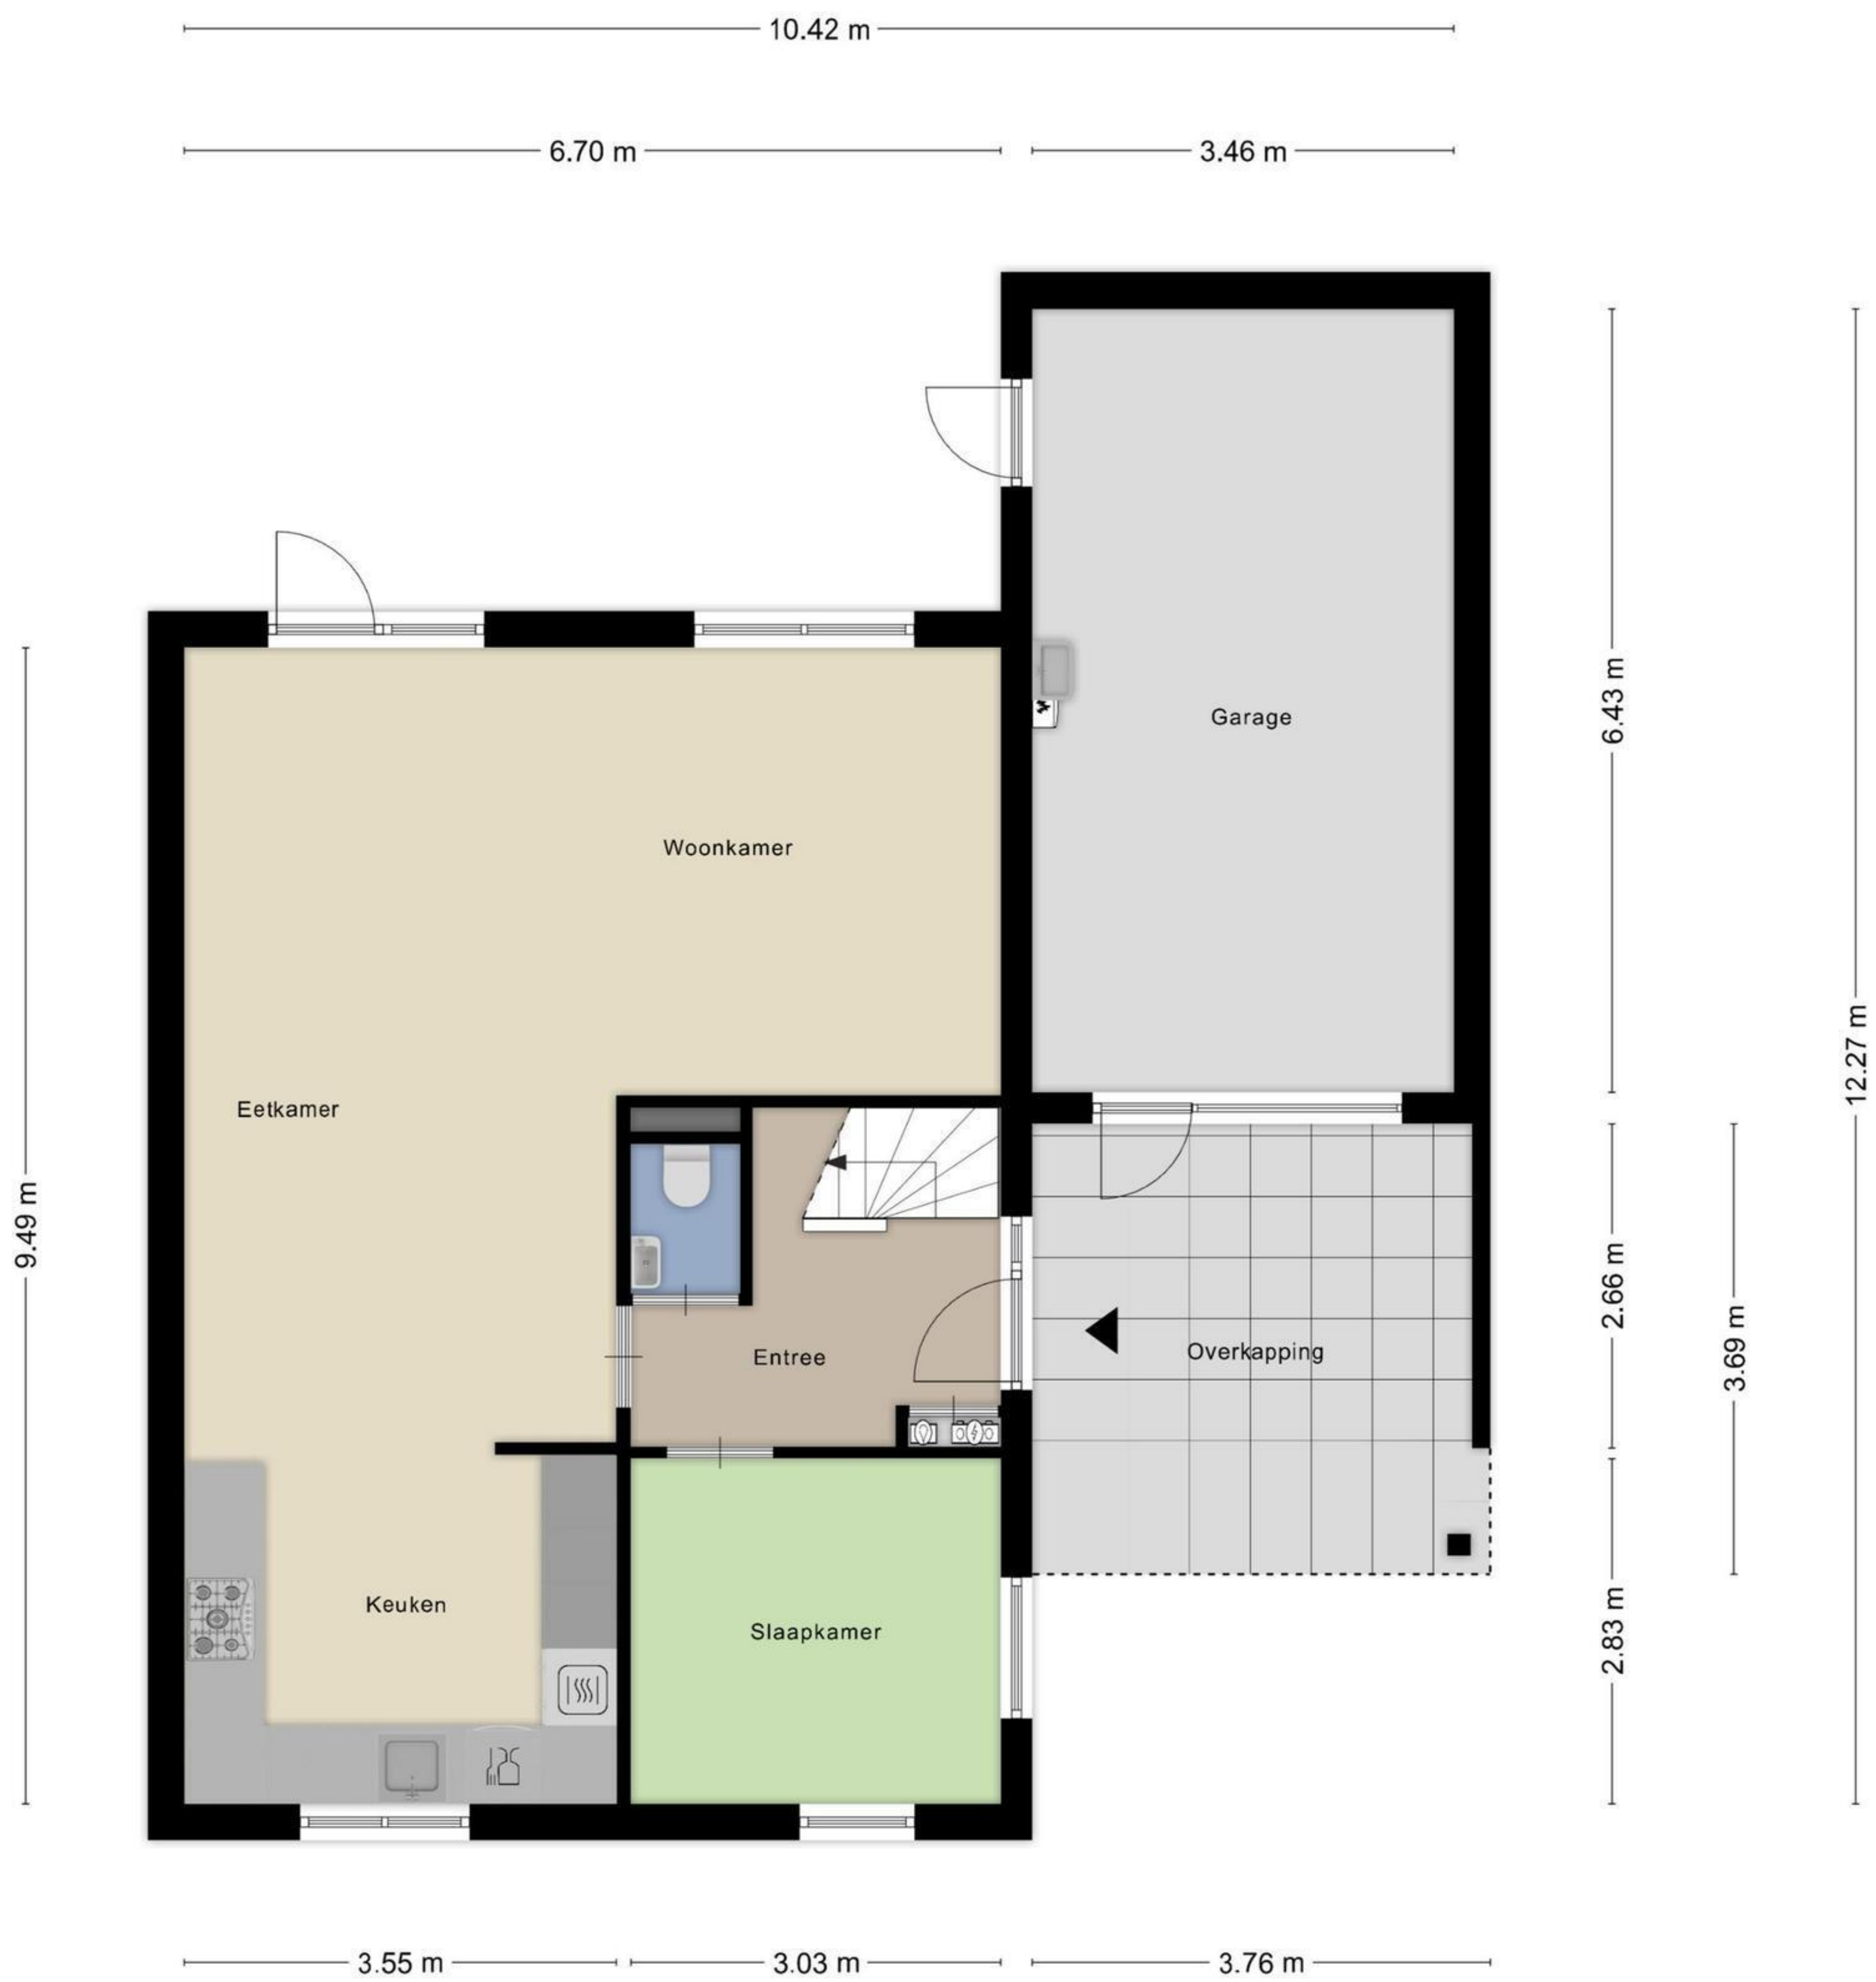 10.42 m
6.70 m
3.46 m
6.43 m
Garage
Woonkamer
12.27 m
Eetkamer
9.49 m
2.66 m
3.69 m
Entree
Overkapping
Keuken
Slaapkamer
2.83 m
3.55 m
3.03 m
3.76 m